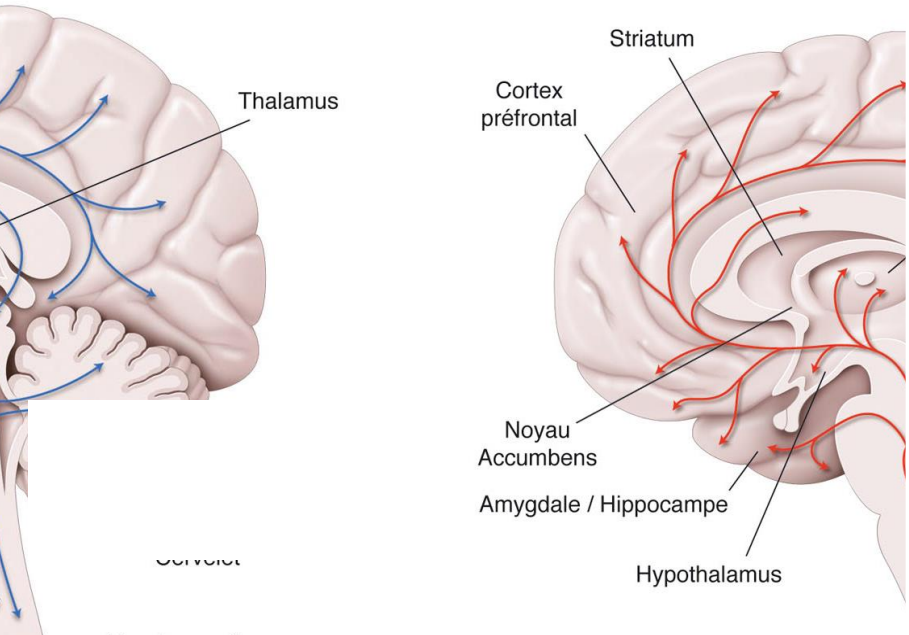 Thalamus
Striatum
Cortex
préfrontal
Noyau
Accumbens
Amygdale / Hippocampe
Hypothalamus